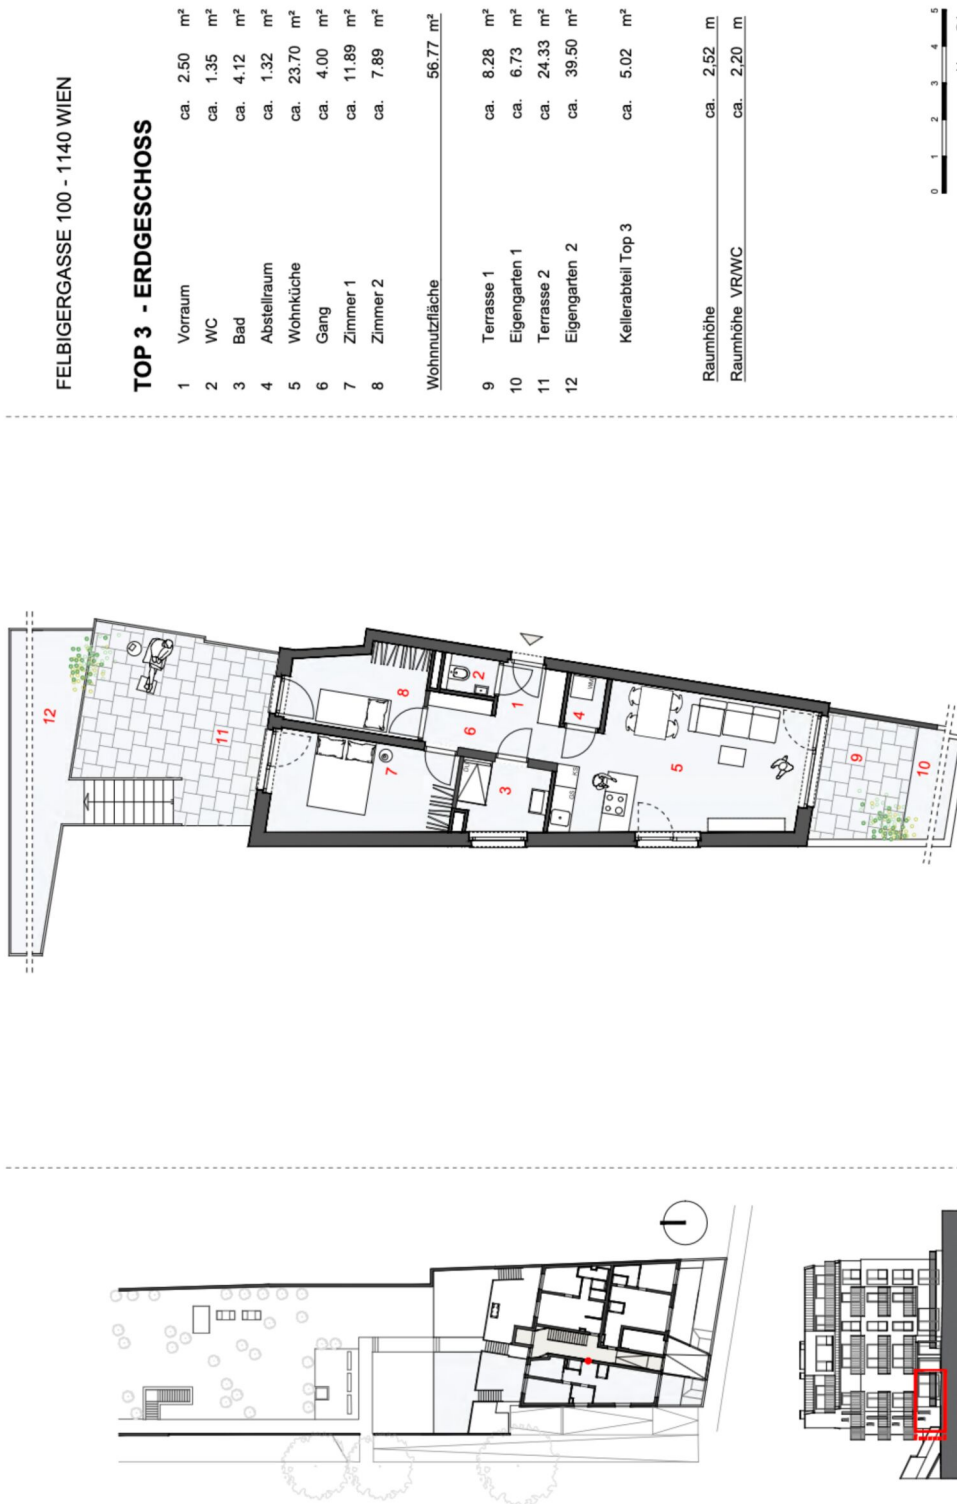 FELBIGERGASSE 100 - 1140 WIEN
TOP 3 - ERDGESCHOSS
1 Vorraum ca. 2.50 m²
2 WC ca. 1.35 m²
3 Bad ca. 4.12 m²
4 Abstellraum ca. 1.32 m²
5 Wohnküche ca. 23.70 m²
6 Gang ca. 4.00 m²
7 Zimmer 1 ca. 11.89 m²
8 Zimmer 2 ca. 7.89 m²
Wohnnutzfläche 56.77 m²
9 Terrasse 1 ca. 8.28 m²
10 Eigengarten 1 ca. 6.73 m²
11 Terrasse 2 ca. 24.33 m²
12 Eigengarten 2 ca. 39.50 m²
Kellerabteil Top 3 ca. 5.02 m²
Raumhöhe ca. 2,52 m
Raumhöhe VR/WC ca. 2,20 m
0 1 2 3 4 5
12
11
8
7
2
6
1
3
4
5
9
10